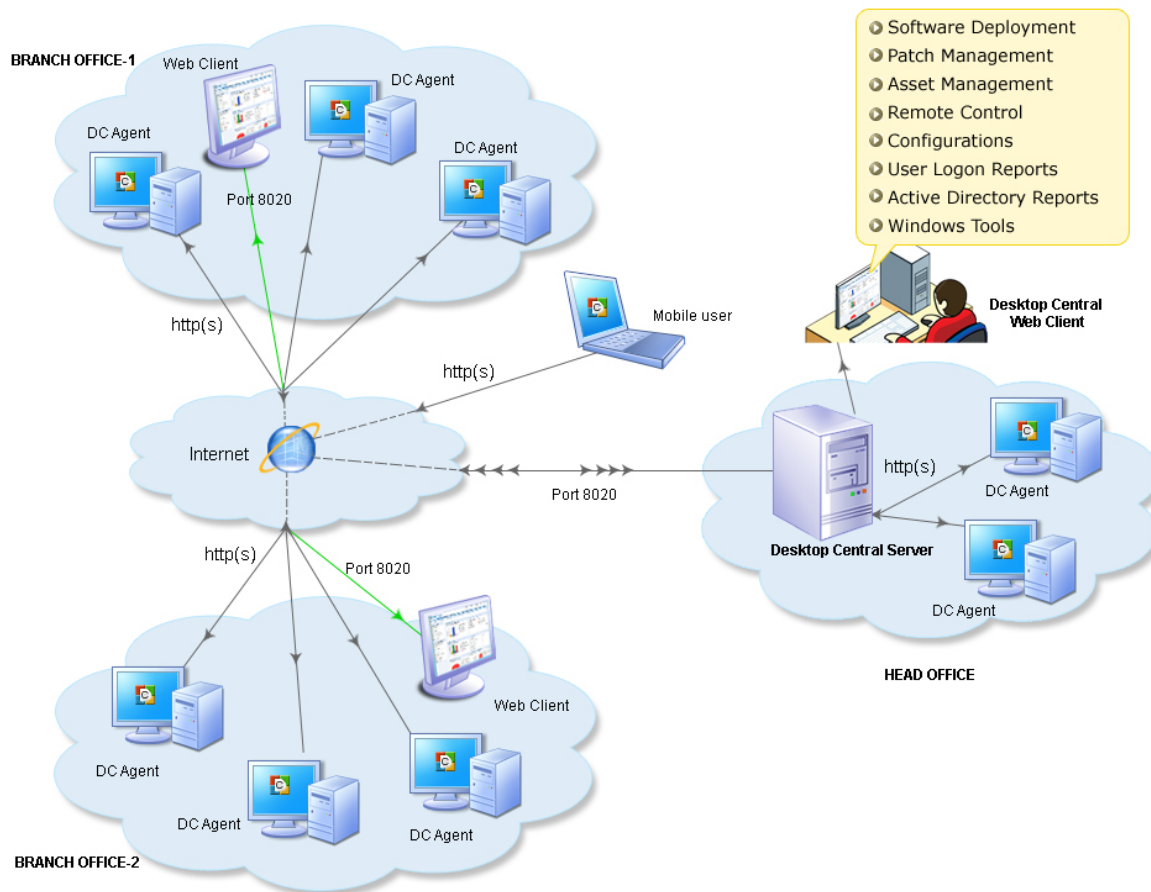 BRANCH OFFICE-1
Web Client
DC Agent
DC Agent
DC Agent
Port 8020
http(s)
Software Deployment
Patch Management
Asset Management
Remote Control
Configurations
User Logon Reports
Active Directory Reports
Windows Tools
Desktop Central
Web Client
Mobile user
http(s)
Internet
Port 8020
http(s)
DC Agent
Desktop Central Server
DC Agent
HEAD OFFICE
http(s)
Port 8020
Web Client
DC Agent
DC Agent
DC Agent
BRANCH OFFICE-2